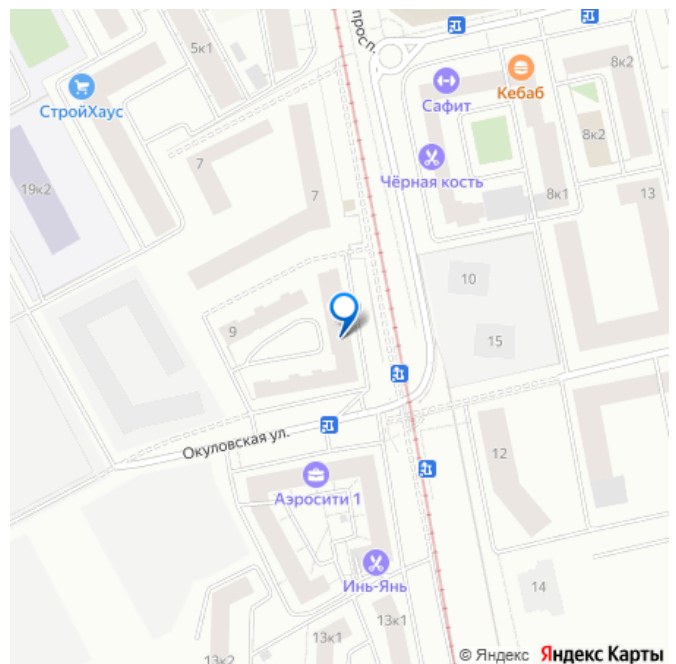 просп.
5к1
Кебаб
8к2
Сафит
СтройХаус
8к2
7
Чёрная кость
19к2
7
8к1
13
10
9
15
Окуловская ул.
12
Аэросити 1
Инь-Янь
14
13к1
13к1
13к2
© Яндекс Яндекс Карты